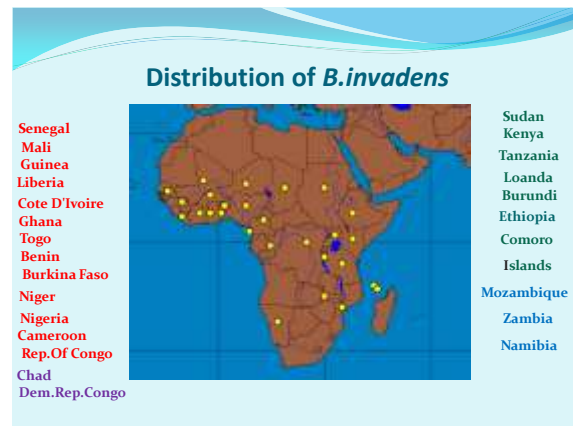 Distribution of B.invadens
Senegal
Mali
Guinea
Liberia
Cote D'Ivoire
Ghana
Togo
Benin
Burkina Faso
Niger
Nigeria
Cameroon
Rep.Of Congo
Chad
Dem.Rep.Congo
Sudan
Kenya
Tanzania
Loanda
Burundi
Ethiopia
Comoro
Islands
Mozambique
Zambia
Namibia